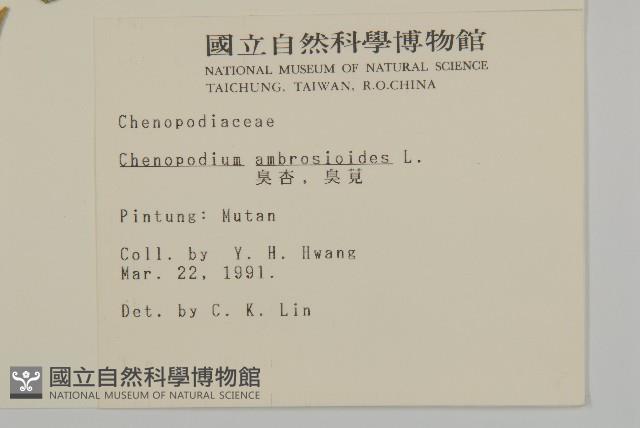 國立自然科學博物館
NATIONAL MUSEUM OF NATURAL SCIENCE
TAICHUNG, TAIWAN, R.O.CHINA
Chenopodiaceae
Chenopodium ambrosioides L.
臭杏, 臭莧
Pintung: Mutan
Coll. by Y. H. Hwang
Mar. 22, 1991.
Det. by C. K. Lin
國立自然科學博物館
NATIONAL MUSEUM OF NATURAL SCIENCE